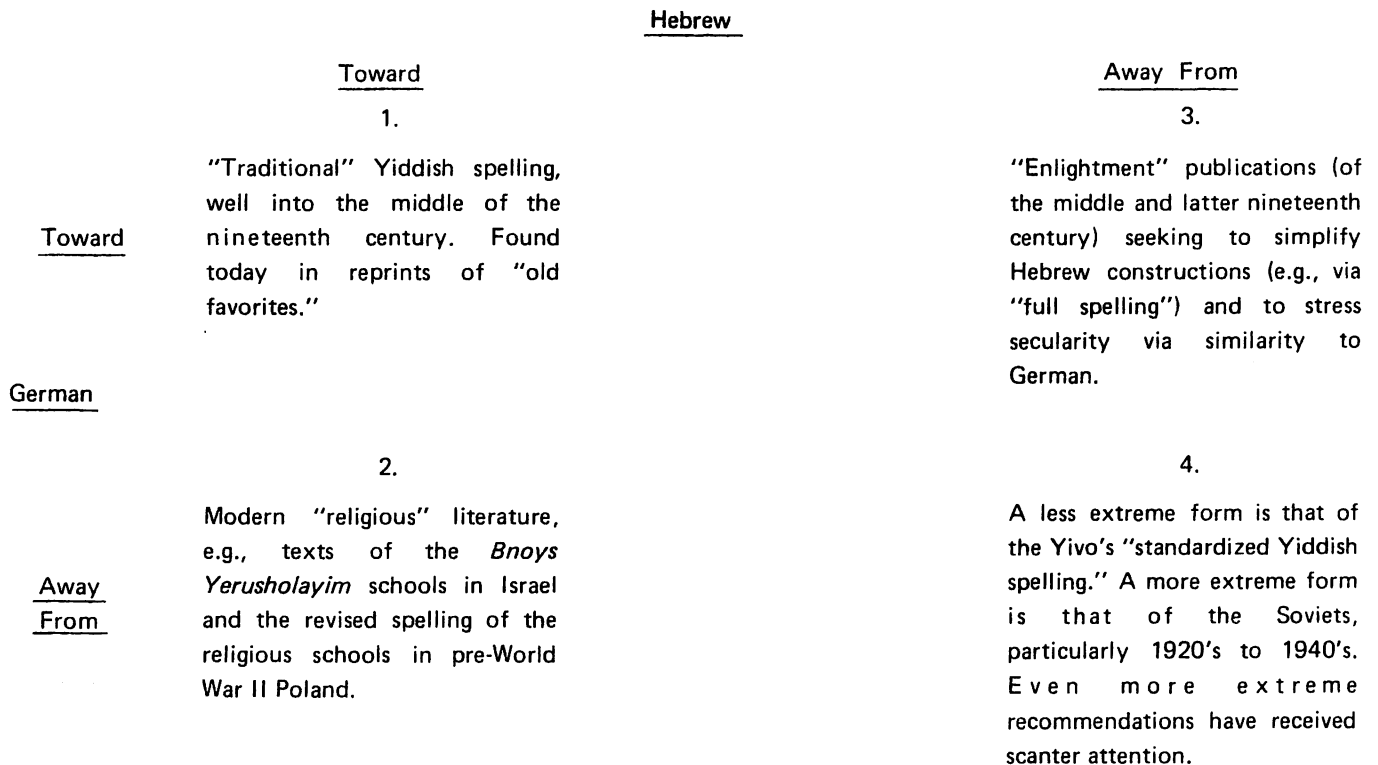 Hebrew
Toward
Away From
1.
3.
Toward
"Traditional" Yiddish spelling,
well into the middle of the
nineteenth century. Found
today in reprints of "old
favorites."
"Enlightment" publications (of
the middle and latter nineteenth
century) seeking to simplify
Hebrew constructions (e.g., via
"full spelling") and to stress
secularity via similarity to
German.
German
2.
4.
Away
From
Modern "religious" literature,
e.g., texts of the Bnoys
Yerusholayim schools in Israel
and the revised spelling of the
religious schools in pre-World
War II Poland.
A less extreme form is that of
the Yivo's "standardized Yiddish
spelling." A more extreme form
is that of the Soviets,
particularly 1920's to 1940's.
Even more extreme
recommendations have received
scanter attention.